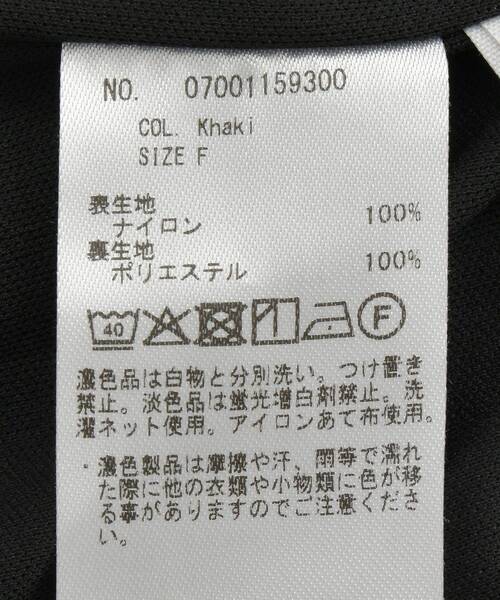 NO. 07001159300
COL. Khaki
SIZE F
表生地
ナイロン 100%
裏生地
ポリエステル 100%
40 F
濃色品は白物と分別洗い。つけ置き
禁止。淡色品は蛍光増白剤禁止。洗
濯ネット使用。アイロンあて布使用。
・濃色製品は摩擦や汗、雨等で濡れ
た際に他の衣類や小物類に色が移
る事がありますのでご注意くださ
い。